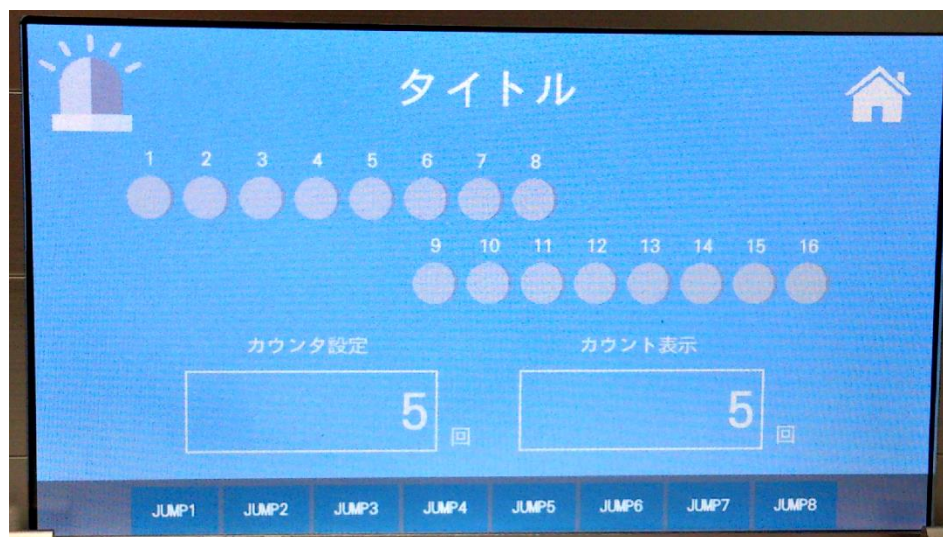 タイトル
1 2 3 4 5 6 7 8
9 10 11 12 13 14 15 16
カウンタ設定 カウント表示
5 回 5 回
JUMP1 JUMP2 JUMP3 JUMP4 JUMP5 JUMP6 JUMP7 JUMP8